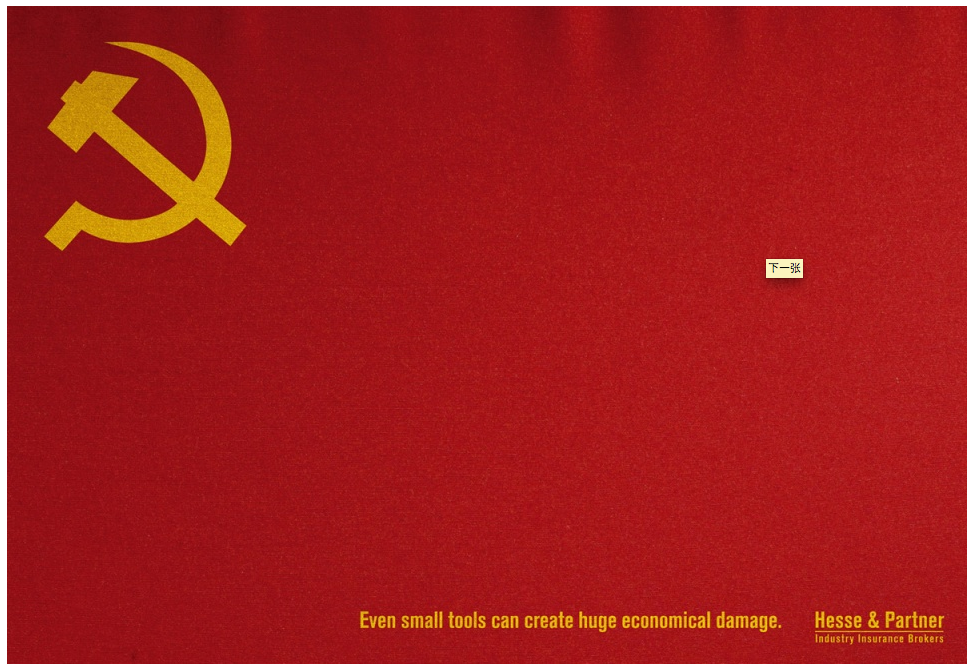 下一张
Even small tools can create huge economical damage.
Hesse & Partner
Industry Insurance Brokers